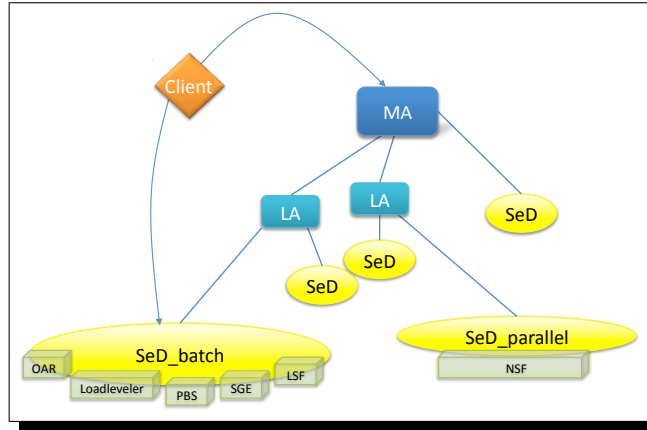 Client
MA
LA
LA
SeD
SeD
SeD
SeD_batch
SeD_parallel
OAR
Loadleveler
PBS
SGE
LSF
NSF